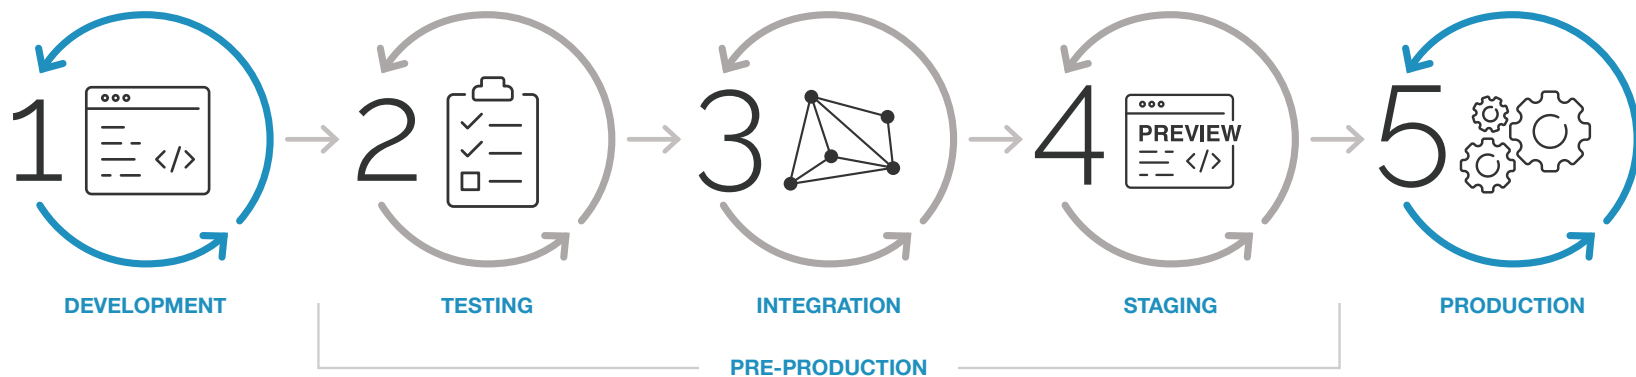 1
</>
2
3
4
PREVIEW
</>
5
DEVELOPMENT
TESTING
INTEGRATION
STAGING
PRODUCTION
PRE-PRODUCTION